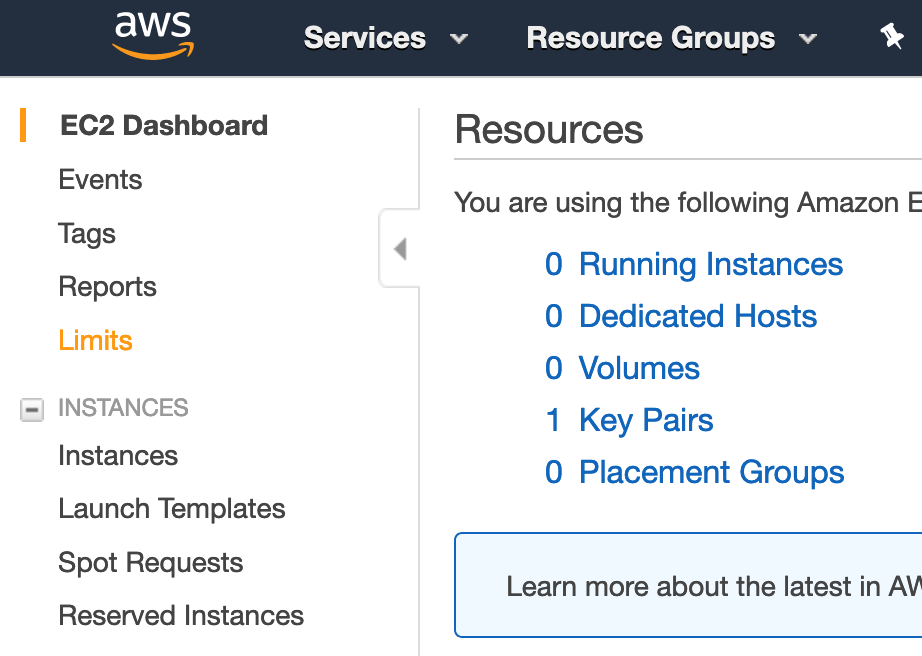 aws
Services
Resource Groups
EC2 Dashboard
Events
Tags
Reports
Limits
INSTANCES
Instances
Launch Templates
Spot Requests
Reserved Instances
Resources
You are using the following Amazon E
0 Running Instances
0 Dedicated Hosts
0 Volumes
1 Key Pairs
0 Placement Groups
Learn more about the latest in AW